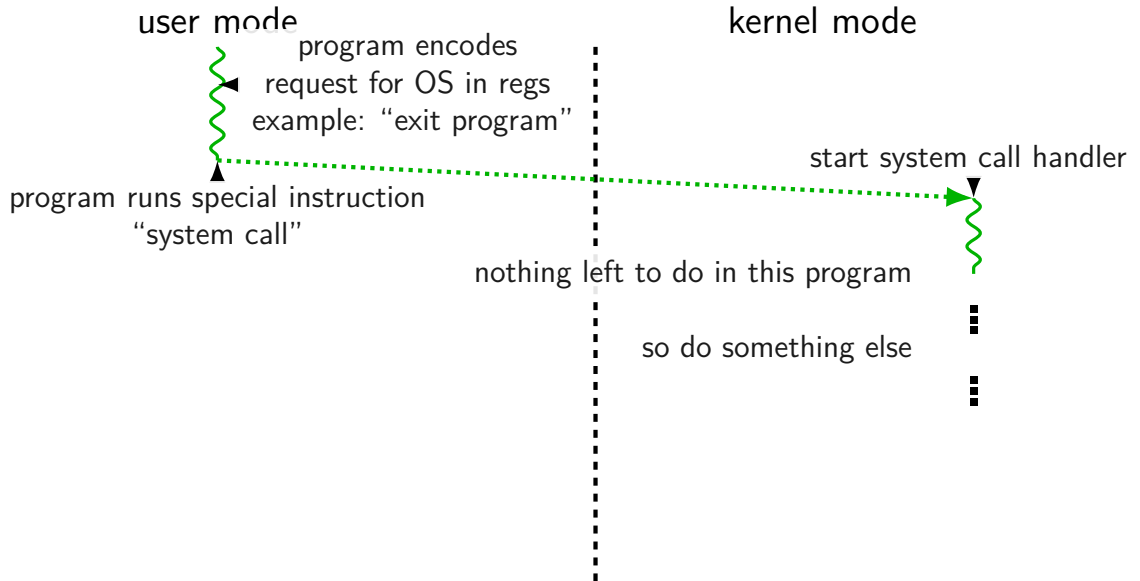 user mode
kernel mode
program encodes
request for OS in regs
example: “exit program”
start system call handler
program runs special instruction
“system call”
nothing left to do in this program
so do something else